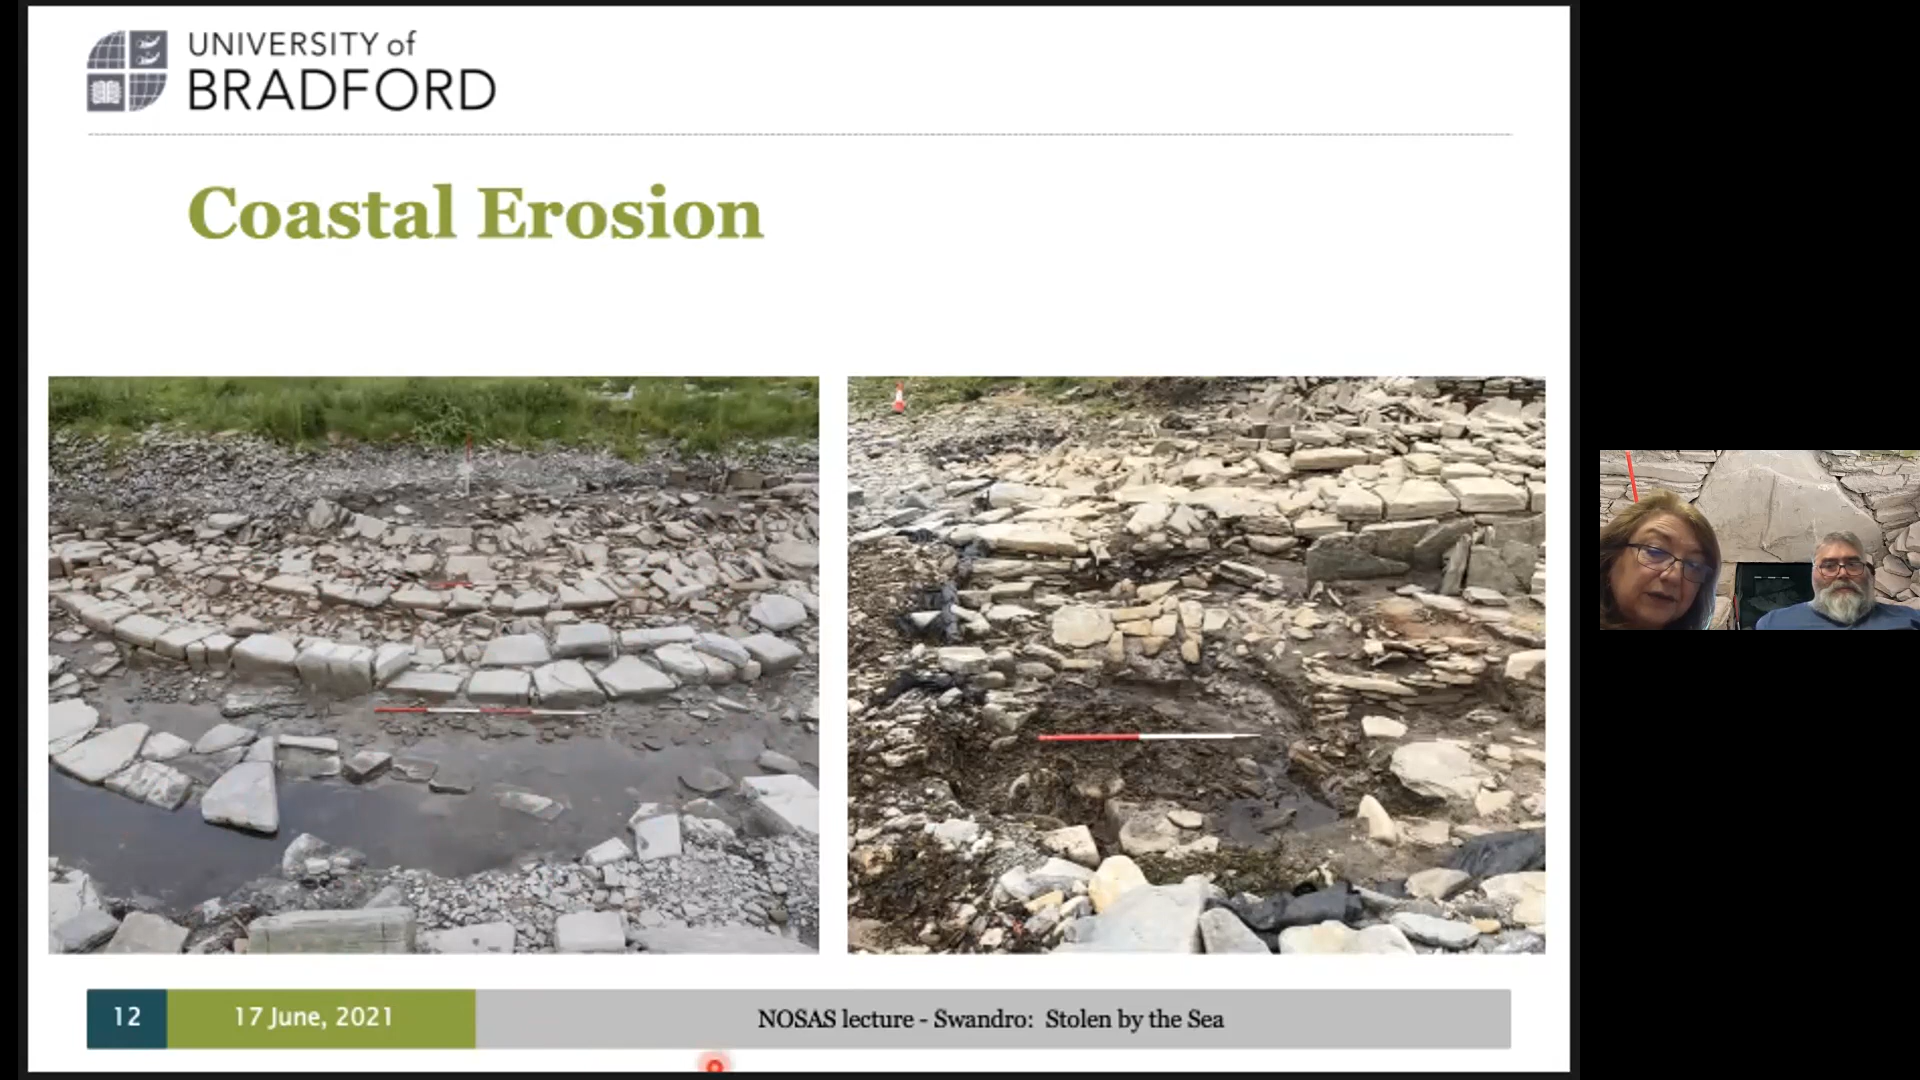 UNIVERSITY of
BRADFORD
Coastal Erosion
12
17 June, 2021
NOSAS lecture - Swandro: Stolen by the Sea